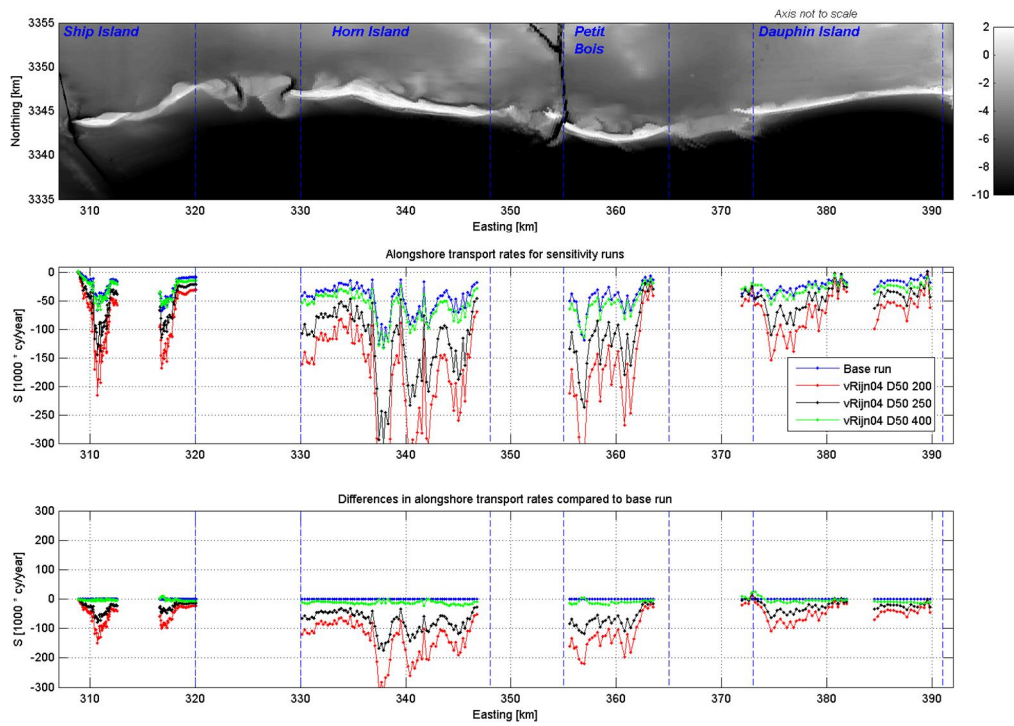 Axis not to scale
Ship Island
Horn Island
Petit
Bois
Dauphin Island
3355
3350
3345
3340
3335
Northing [km]
310 320 330 340 350 360 370 380 390
Easting [km]
2
0
-2
-4
-6
-8
-10
Alongshore transport rates for sensitivity runs
0
-50
-100
-150
-200
-250
-300
S [1000 * cy/year]
Base run
vRijn04 D50 200
vRijn04 D50 250
vRijn04 D50 400
310 320 330 340 350 360 370 380 390
Differences in alongshore transport rates compared to base run
300
200
100
0
-100
-200
-300
S [1000 * cy/year]
310 320 330 340 350 360 370 380 390
Easting [km]